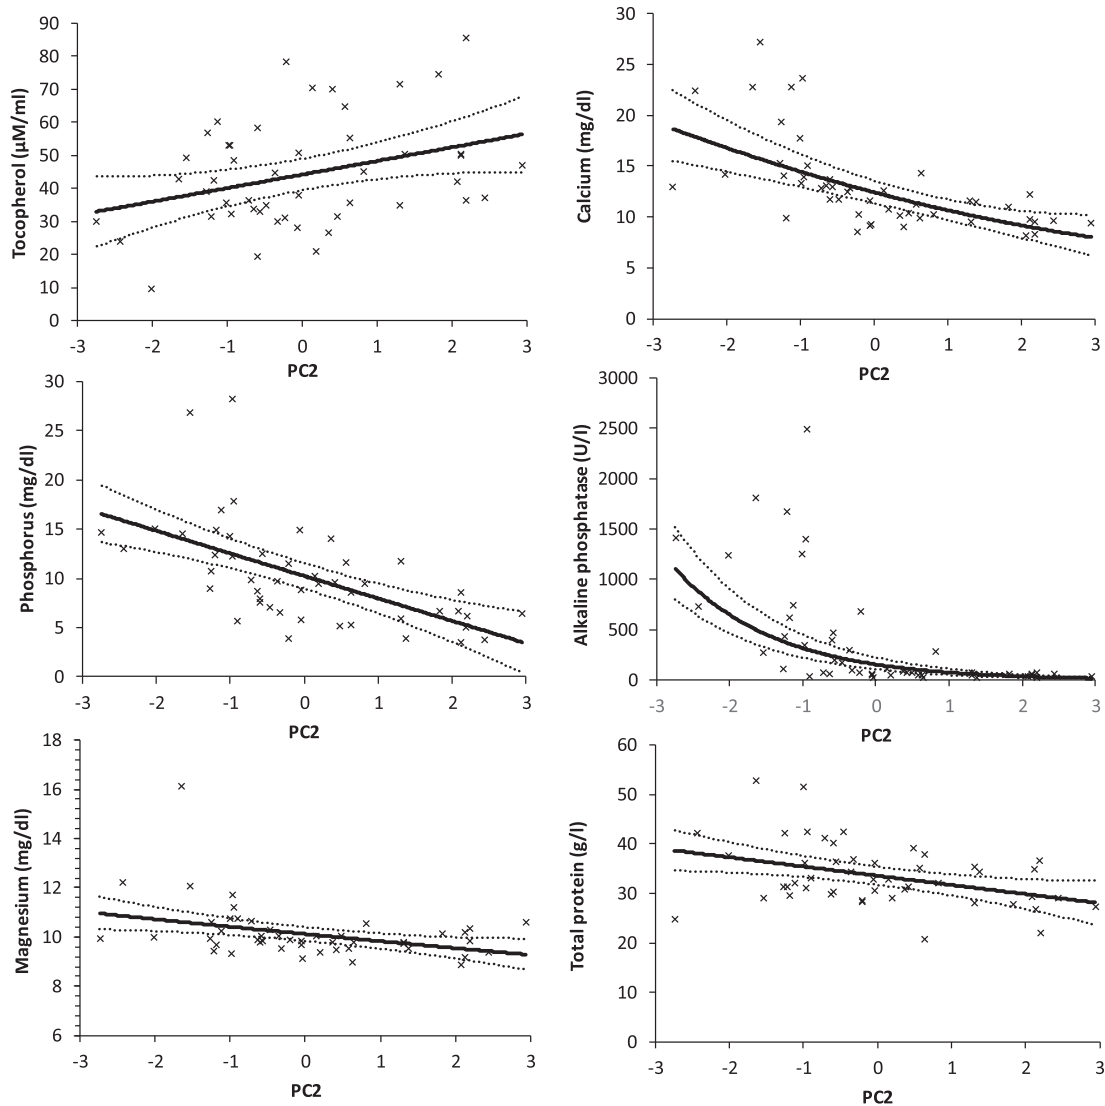 90
80
70
60
50
40
30
20
10
0
Tocopherol (µM/ml)
-3 -2 -1 0 1 2 3
PC2
30
25
20
15
10
5
0
Calcium (mg/dl)
-3 -2 -1 0 1 2 3
PC2
30
25
20
15
10
5
0
Phosphorus (mg/dl)
-3 -2 -1 0 1 2 3
PC2
3000
2500
2000
1500
1000
500
0
Alkaline phosphatase (U/l)
-3 -2 -1 0 1 2 3
PC2
18
16
14
12
10
8
6
Magnesium (mg/dl)
-3 -2 -1 0 1 2 3
PC2
60
50
40
30
20
10
0
Total protein (g/l)
-3 -2 -1 0 1 2 3
PC2